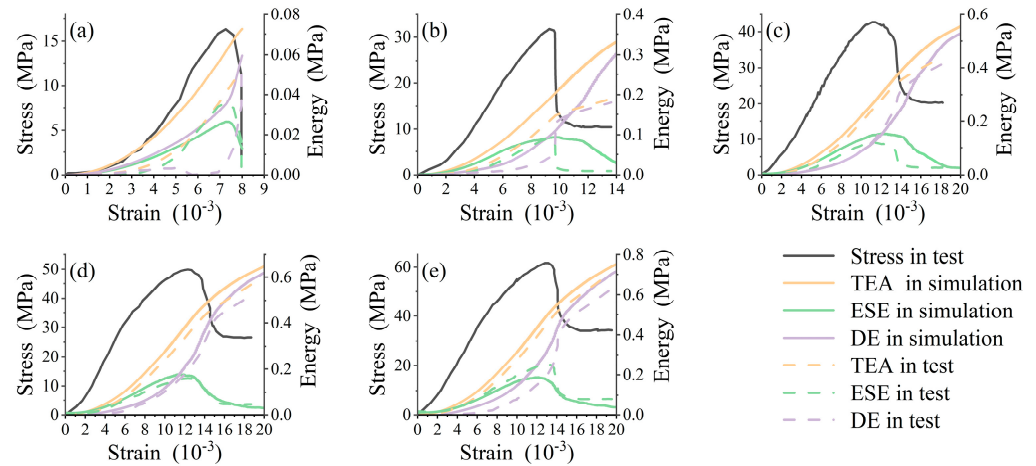 (a)
Stress (MPa)
15
10
5
0
0.08
0.06
0.04
0.02
0.00
Energy (MPa)
0 1 2 3 4 5 6 7 8 9
Strain (10-3)
(b)
Stress (MPa)
30
20
10
0
0.4
0.3
0.2
0.1
0.0
Energy (MPa)
0 2 4 6 8 10 12 14
Strain (10-3)
(c)
Stress (MPa)
40
30
20
10
0
0.6
0.4
0.2
0.0
Energy (MPa)
0 2 4 6 8 10 12 14 16 18 20
Strain (10-3)
(d)
Stress (MPa)
50
40
30
20
10
0
0.6
0.4
0.2
0.0
Energy (MPa)
0 2 4 6 8 10 12 14 16 18 20
Strain (10-3)
(e)
Stress (MPa)
60
40
20
0
0.8
0.6
0.4
0.2
0.0
Energy (MPa)
0 2 4 6 8 10 12 14 16 18 20
Strain (10-3)
Stress in test
TEA in simulation
ESE in simulation
DE in simulation
TEA in test
ESE in test
DE in test